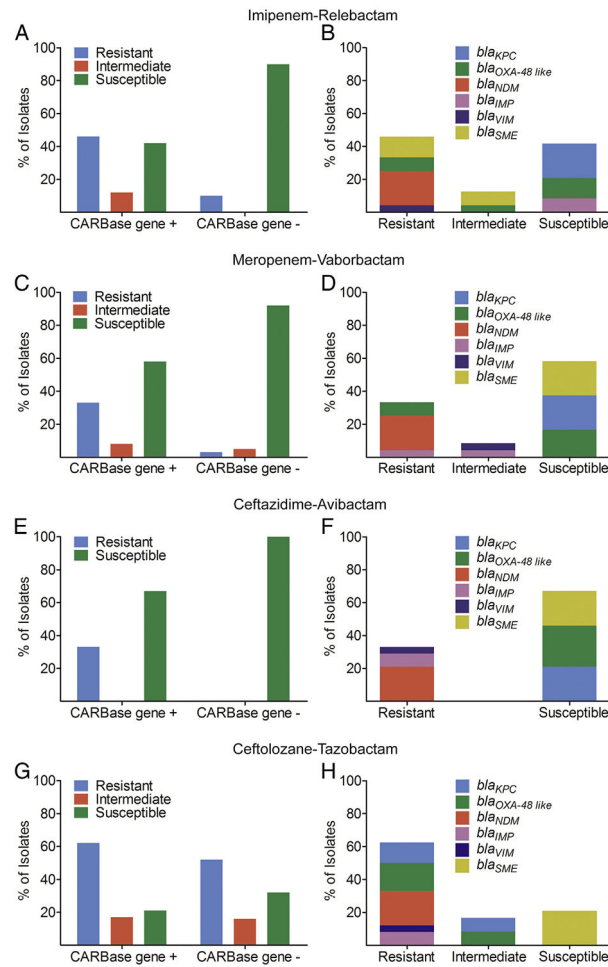 Imipenem-Relebactam
A
% of Isolates
100
80
60
40
20
Resistant
Intermediate
Susceptible
CARBase gene +
CARBase gene -
B
% of Isolates
100
80
60
40
20
blaKPC
blaOXA-48 like
blaNDM
blaIMP
blaVIM
blaSME
Resistant
Intermediate
Susceptible
Meropenem-Vaborbactam
C
% of Isolates
100
80
60
40
20
Resistant
Intermediate
Susceptible
CARBase gene +
CARBase gene -
D
% of Isolates
100
80
60
40
20
blaKPC
blaOXA-48 like
blaNDM
blaIMP
blaVIM
blaSME
Resistant
Intermediate
Susceptible
Ceftazidime-Avibactam
E
% of Isolates
100
80
60
40
20
Resistant
Susceptible
CARBase gene +
CARBase gene -
F
% of Isolates
100
80
60
40
20
blaKPC
blaOXA-48 like
blaNDM
blaIMP
blaVIM
blaSME
Resistant
Susceptible
Ceftolozane-Tazobactam
G
% of Isolates
100
80
60
40
20
Resistant
Intermediate
Susceptible
CARBase gene +
CARBase gene -
H
% of Isolates
100
80
60
40
20
blaKPC
blaOXA-48 like
blaNDM
blaIMP
blaVIM
blaSME
Resistant
Intermediate
Susceptible